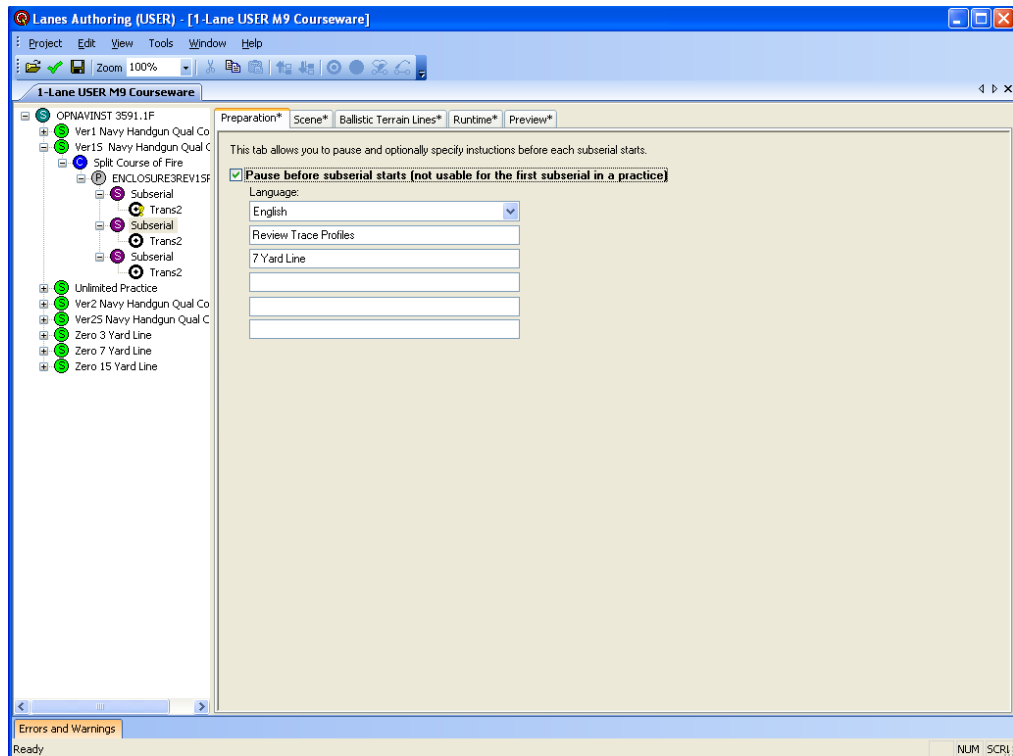 Lanes Authoring (USER) - [1-Lane USER M9 Courseware]
Project Edit View Tools Window Help
Zoom 100%
1-Lane USER M9 Courseware
OPNAVINST 3591.1F
Ver1 Navy Handgun Qual Co
Ver1S Navy Handgun Qual C
Split Course of Fire
ENCLOSURE3REV1SF
Subserial
Trans2
Subserial
Trans2
Subserial
Trans2
Unlimited Practice
Ver2 Navy Handgun Qual Co
Ver2S Navy Handgun Qual C
Zero 3 Yard Line
Zero 7 Yard Line
Zero 15 Yard Line
Preparation* Scene* Ballistic Terrain Lines* Runtime* Preview*
This tab allows you to pause and optionally specify instuctions before each subserial starts.
Pause before subserial starts (not usable for the first subserial in a practice)
Language:
English
Review Trace Profiles
7 Yard Line
Errors and Warnings
Ready NUM SCRL